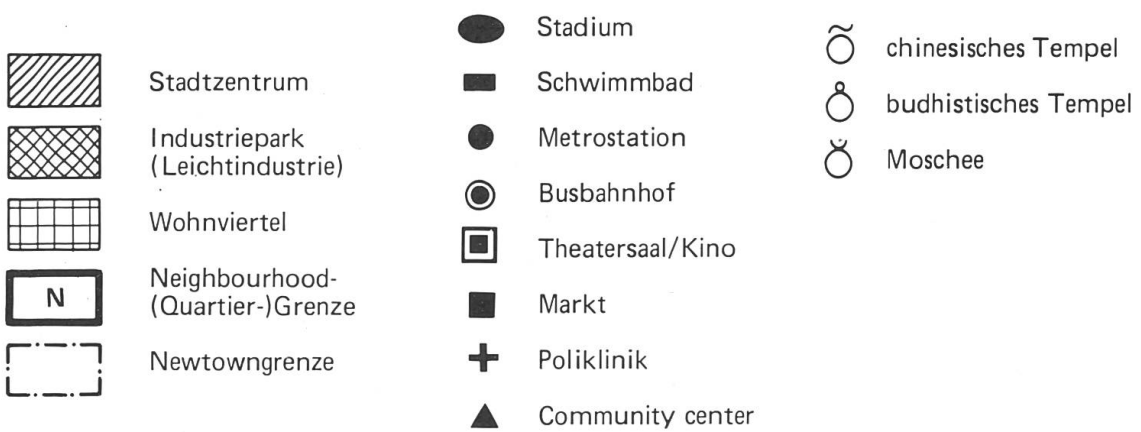 Stadtzentrum
Industriepark
(Leichtindustrie)
Wohnviertel
N
Neighbourhood-
(Quartier-)Grenze
Newtowngrenze
Stadium
Schwimmbad
Metrostation
Busbahnhof
Theatersaal/Kino
Markt
Poliklinik
Community center
chinesisches Tempel
budhistisches Tempel
Moschee